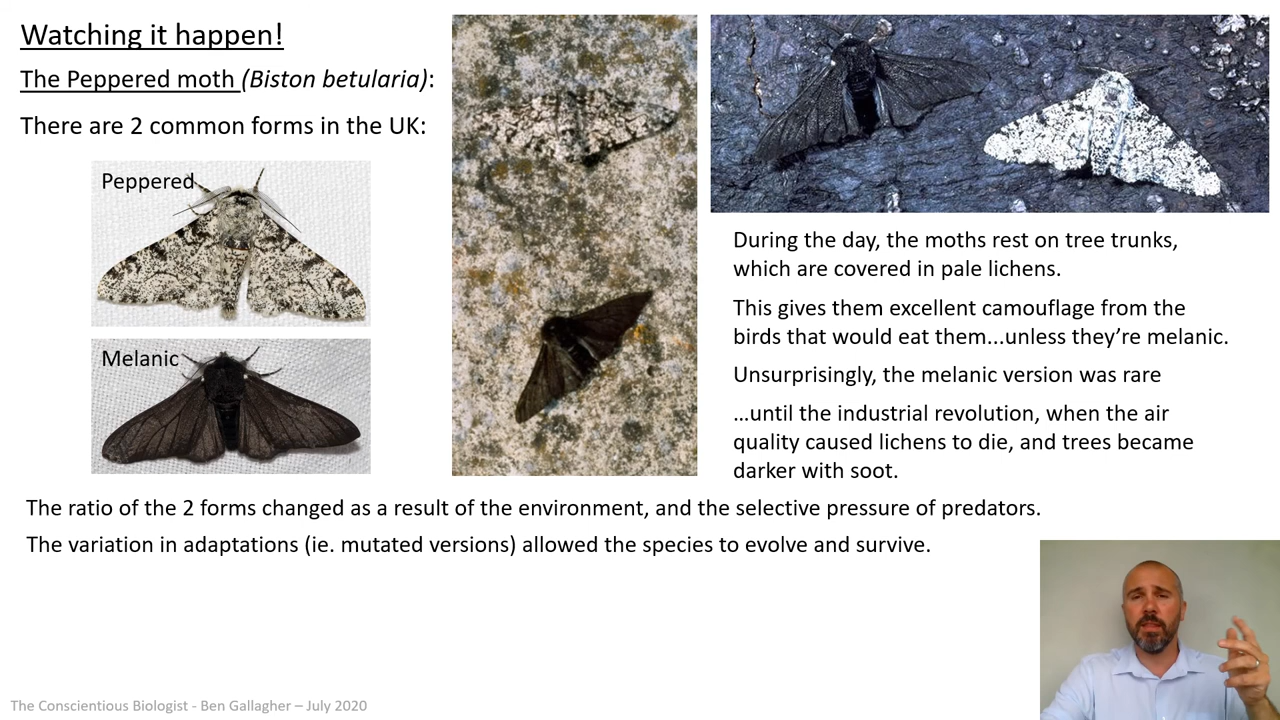 Watching it happen!
The Peppered moth (Biston betularia):
There are 2 common forms in the UK:
Peppered
Melanic
During the day, the moths rest on tree trunks,
which are covered in pale lichens.
This gives them excellent camouflage from the
birds that would eat them...unless they’re melanic.
Unsurprisingly, the melanic version was rare
...until the industrial revolution, when the air
quality caused lichens to die, and trees became
darker with soot.
The ratio of the 2 forms changed as a result of the environment, and the selective pressure of predators.
The variation in adaptations (ie. mutated versions) allowed the species to evolve and survive.
The Conscientious Biologist - Ben Gallagher – July 2020